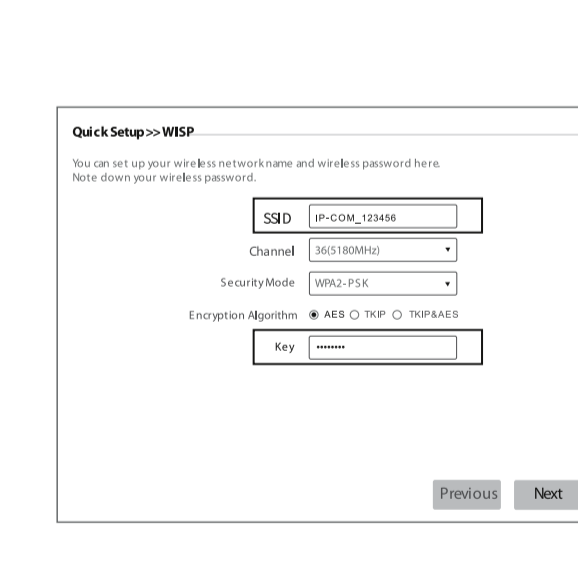 Quick Setup>>WISP
You can set up your wireless network name and wireless password here.
Note down your wireless password.
SSID IP-COM_123456
Channel 36(5180MHz)
Security Mode WPA2-PSK
Encryption Algorithm AES TKIP TKIP&AES
Key ••••••••
Previous Next